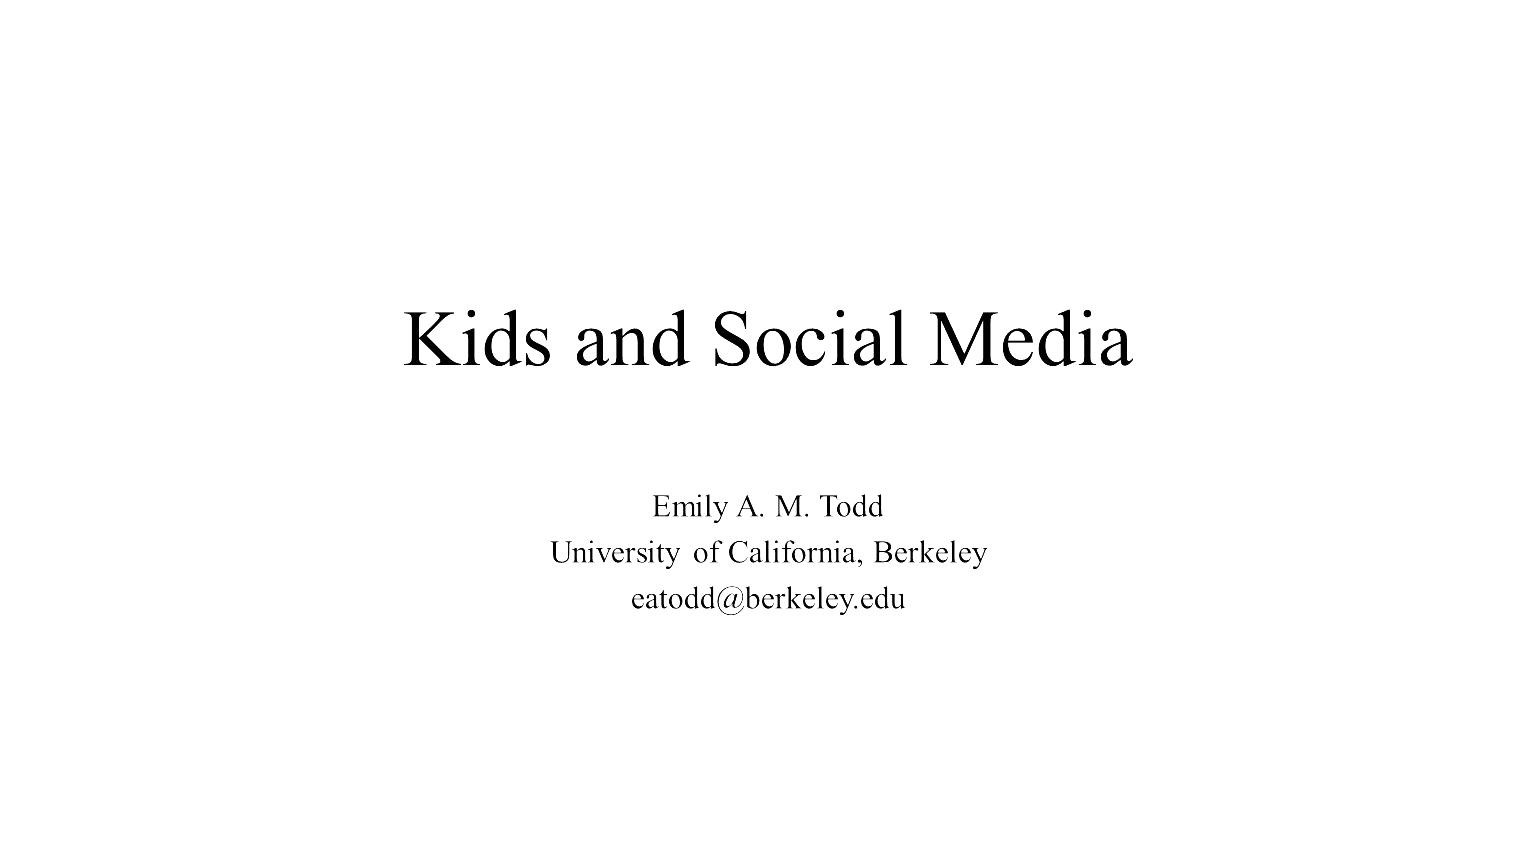 Kids and Social Media
Emily A. M. Todd
University of California, Berkeley
eatodd@berkeley.edu